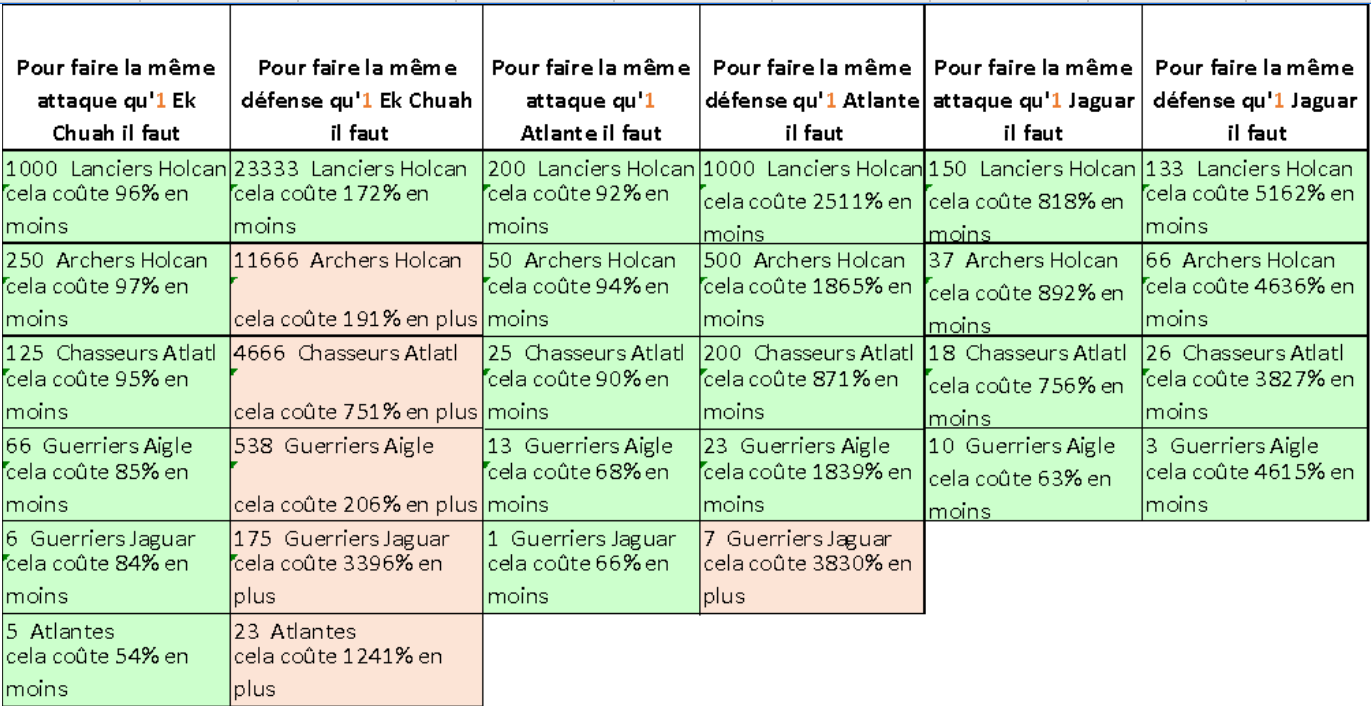 Pour faire la même
attaque qu'1 Ek
Chuah il faut
Pour faire la même
défense qu'1 Ek Chuah
il faut
Pour faire la même
attaque qu'1
Atlante il faut
Pour faire la même
défense qu'1 Atlante
il faut
Pour faire la même
attaque qu'1 Jaguar
il faut
Pour faire la même
défense qu'1 Jaguar
il faut
1000 Lanciers Holcan
cela coûte 96% en
moins
23333 Lanciers Holcan
cela coûte 172% en
moins
200 Lanciers Holcan
cela coûte 92% en
moins
1000 Lanciers Holcan
cela coûte 2511% en
moins
150 Lanciers Holcan
cela coûte 818% en
moins
133 Lanciers Holcan
cela coûte 5162% en
moins
250 Archers Holcan
cela coûte 97% en
moins
11666 Archers Holcan
cela coûte 191% en plus
50 Archers Holcan
cela coûte 94% en
moins
500 Archers Holcan
cela coûte 1865% en
moins
37 Archers Holcan
cela coûte 892% en
moins
66 Archers Holcan
cela coûte 4636% en
moins
125 Chasseurs Atlatl
cela coûte 95% en
moins
4666 Chasseurs Atlatl
cela coûte 751% en plus
25 Chasseurs Atlatl
cela coûte 90% en
moins
200 Chasseurs Atlatl
cela coûte 871% en
moins
18 Chasseurs Atlatl
cela coûte 756% en
moins
26 Chasseurs Atlatl
cela coûte 3827% en
moins
66 Guerriers Aigle
cela coûte 85% en
moins
538 Guerriers Aigle
cela coûte 206% en plus
13 Guerriers Aigle
cela coûte 68% en
moins
23 Guerriers Aigle
cela coûte 1839% en
moins
10 Guerriers Aigle
cela coûte 63% en
moins
3 Guerriers Aigle
cela coûte 4615% en
moins
6 Guerriers Jaguar
cela coûte 84% en
moins
175 Guerriers Jaguar
cela coûte 3396% en
plus
1 Guerriers Jaguar
cela coûte 66% en
moins
7 Guerriers Jaguar
cela coûte 3830% en
plus
5 Atlantes
cela coûte 54% en
moins
23 Atlantes
cela coûte 1241% en
plus